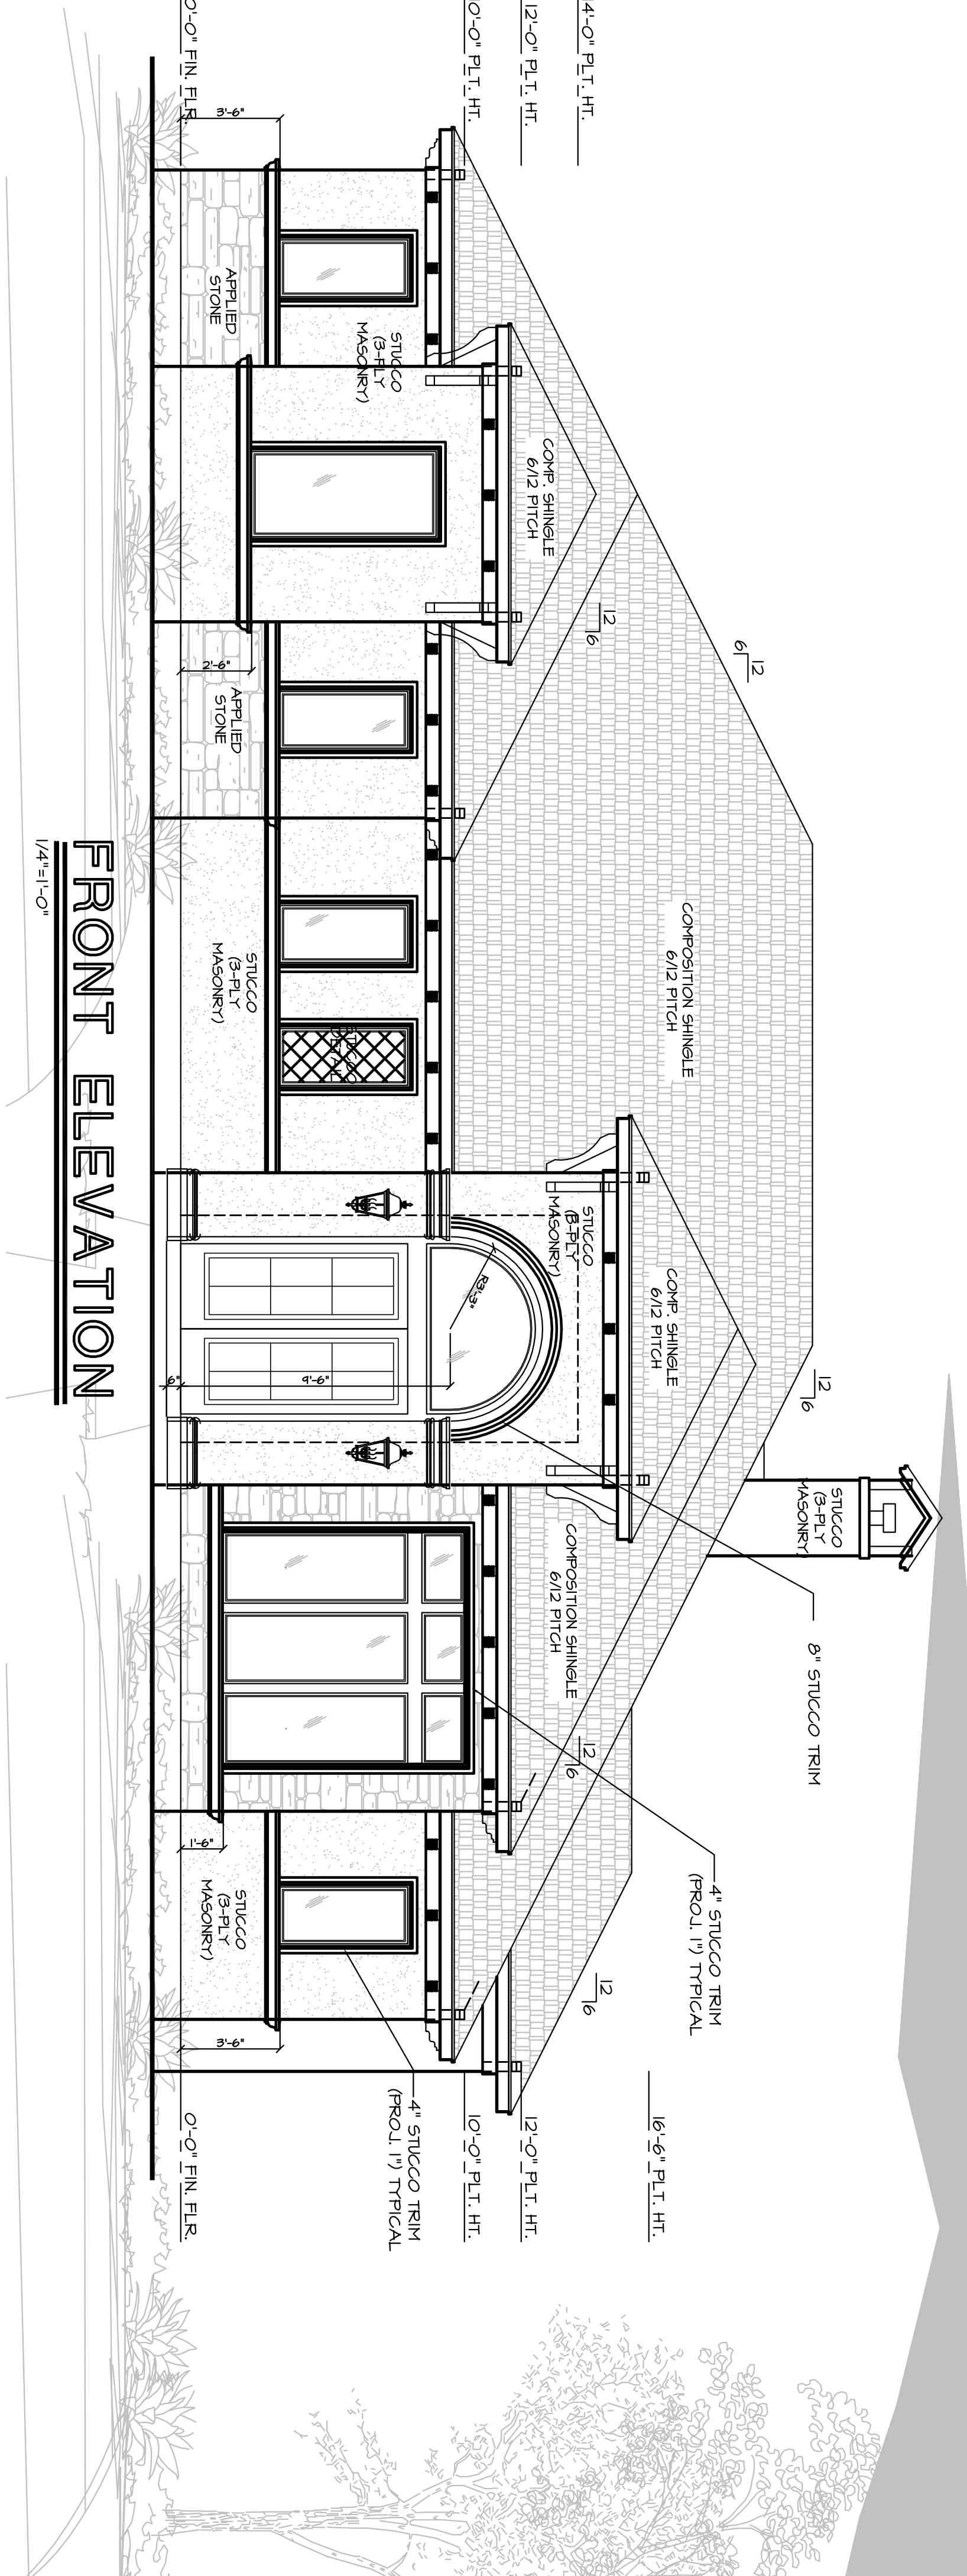 14'-0" PLT. HT.
12'-0" PLT. HT.
10'-0" PLT. HT.
0'-0" FIN. FLR.
3'-6"
APPLIED
STONE
STUCCO
(3-PLY
MASONRY)
COMP. SHINGLE
6/12 PITCH
12
6
12
6
2'-6"
APPLIED
STONE
COMPOSITION SHINGLE
6/12 PITCH
STUCCO
(3-PLY
MASONRY)
STUCCO
DETAIL
STUCCO
(3-PLY
MASONRY)
COMP. SHINGLE
6/12 PITCH
R3'-3"
9'-6"
6"
12
6
STUCCO
(3-PLY
MASONRY)
8" STUCCO TRIM
COMPOSITION SHINGLE
6/12 PITCH
12
6
4" STUCCO TRIM
(PROJ. 1") TYPICAL
1'-6"
STUCCO
(3-PLY
MASONRY)
12
6
3'-6"
4" STUCCO TRIM
(PROJ. 1") TYPICAL
16'-6" PLT. HT.
12'-0" PLT. HT.
10'-0" PLT. HT.
0'-0" FIN. FLR.
FRONT ELEVATION
1/4"=1'-0"